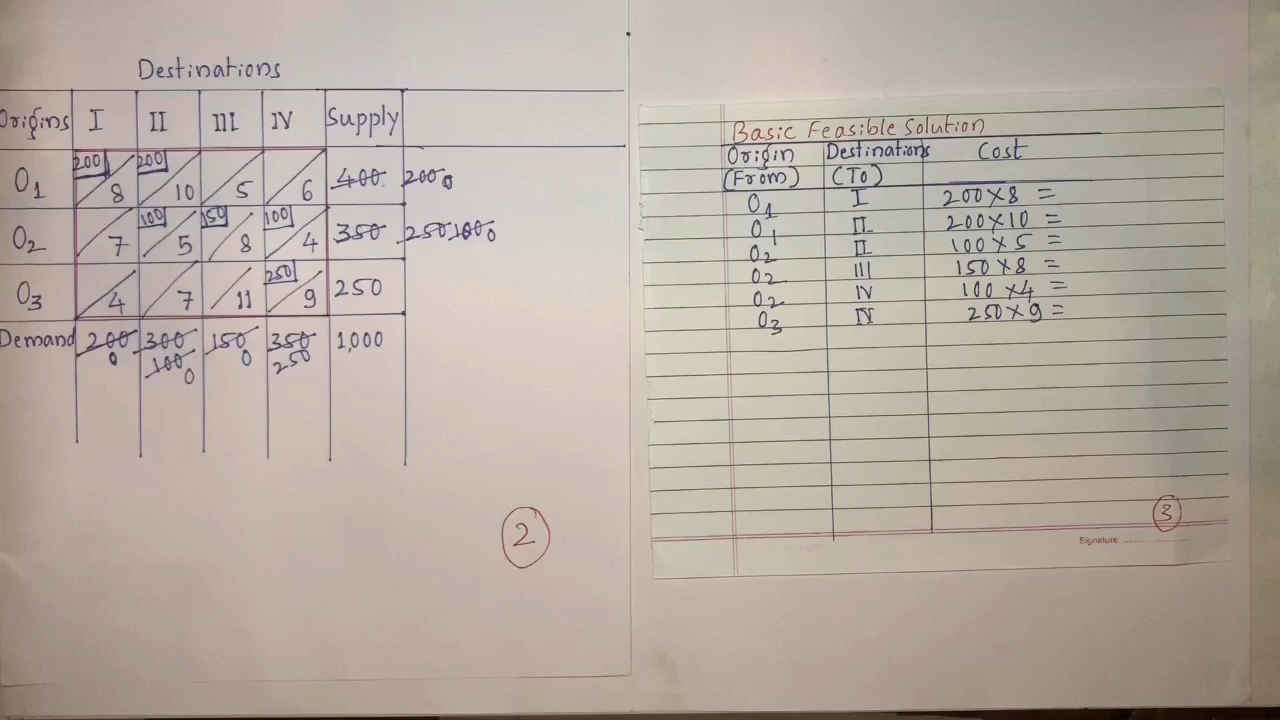 Destinations
Origins I II III IV Supply
200 200
O1 8 10 5 6 400 200 0
100 150 100
O2 7 5 8 4 350 250 100 0
250
O3 4 7 11 9 250
Demand 200 300 150 350 1,000
0 100 0 250
0
2
Basic Feasible Solution
Origin Destinations Cost
(From) (To)
O1 I 200×8 =
O1 II 200×10 =
O2 II 100×5 =
O2 III 150×8 =
O2 IV 100×4 =
O3 IV 250×9 =
3
Signature